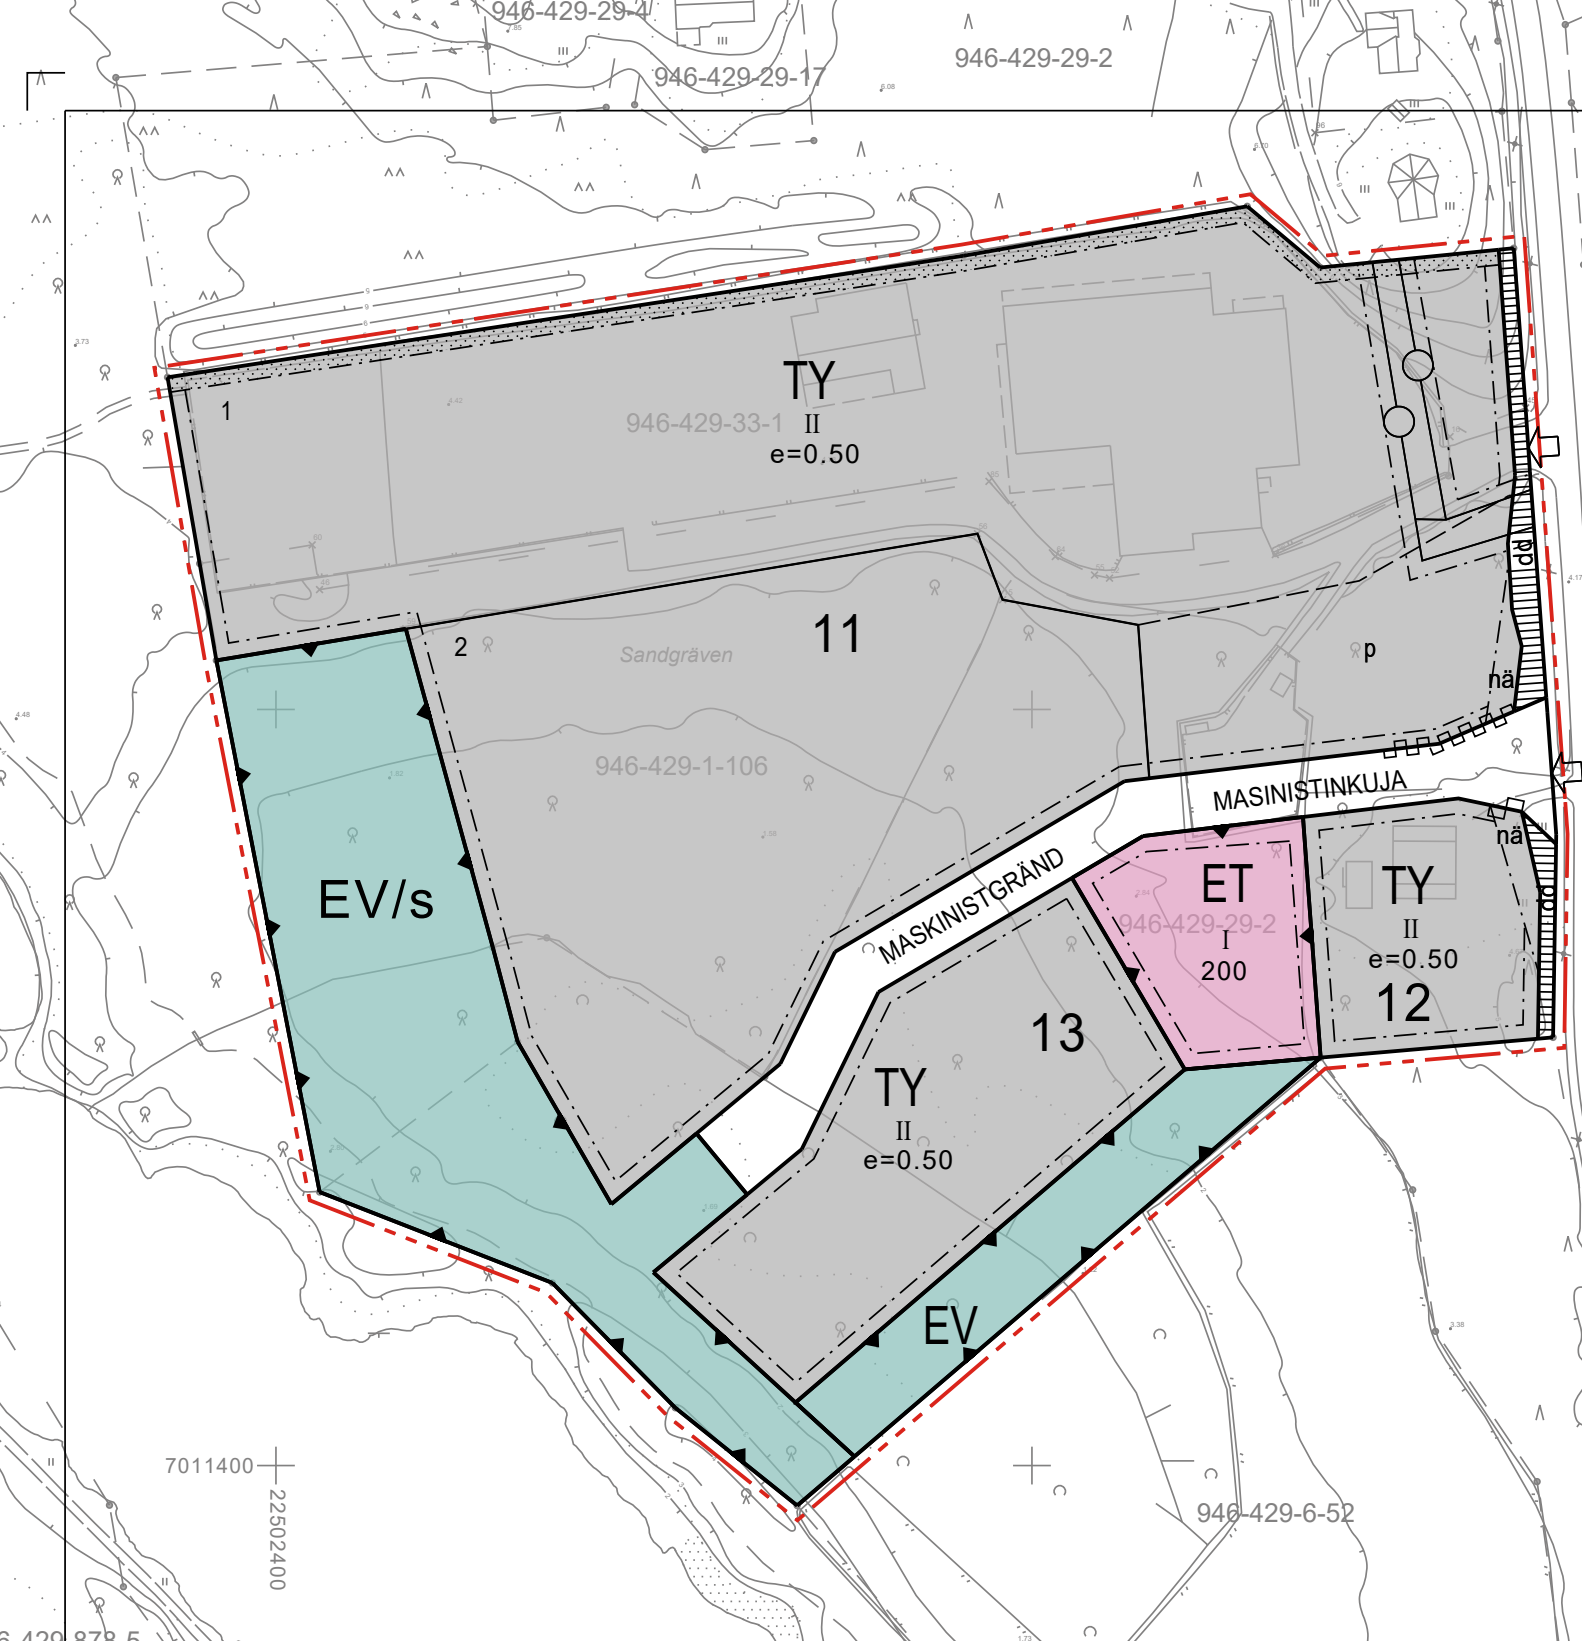 946-429-29-4
946-429-29-17
946-429-29-2
1
TY
II
e=0.50
946-429-33-1
2
11
Sandgräven
p
nä
946-429-1-106
MASINISTINKUJA
MASKINISTGRÄND
nä
EV/s
ET
946-429-29-2
I
200
TY
II
e=0.50
12
13
TY
II
e=0.50
EV
7011400
22502400
946-429-6-52